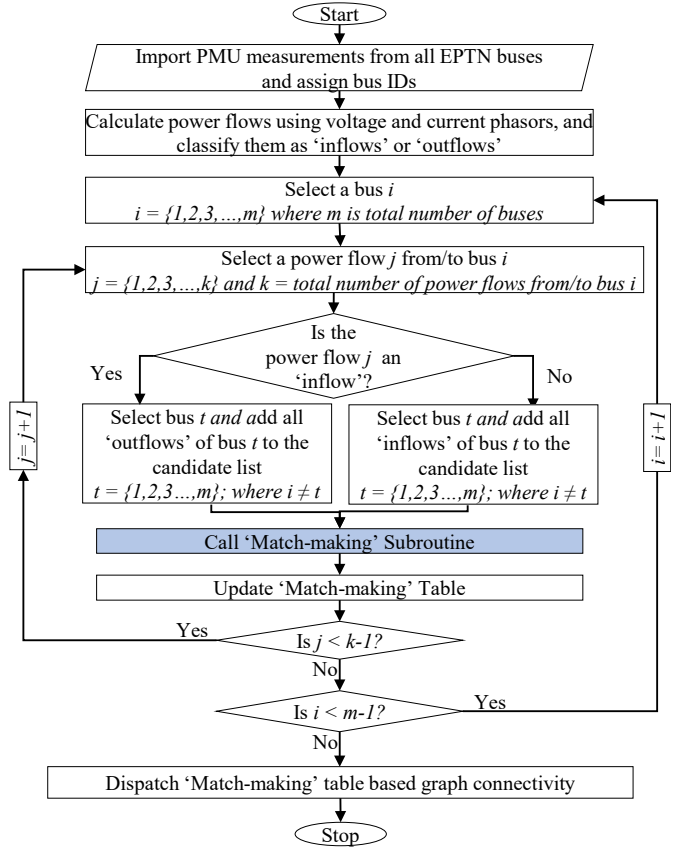 Start
Import PMU measurements from all EPTN buses
and assign bus IDs
Calculate power flows using voltage and current phasors, and
classify them as ‘inflows’ or ‘outflows’
Select a bus i
i = {1,2,3,...,m} where m is total number of buses
Select a power flow j from/to bus i
j = {1,2,3,...,k} and k = total number of power flows from/to bus i
Is the
power flow j an
‘inflow’?
Yes
No
Select bus t and add all
‘outflows’ of bus t to the
candidate list
t = {1,2,3...,m}; where i ≠ t
Select bus t and add all
‘inflows’ of bus t to the
candidate list
t = {1,2,3...,m}; where i ≠ t
j= j+1
i= i+1
Call ‘Match-making’ Subroutine
Update ‘Match-making’ Table
Is j < k-1?
Yes
No
Is i < m-1?
Yes
No
Dispatch ‘Match-making’ table based graph connectivity
Stop